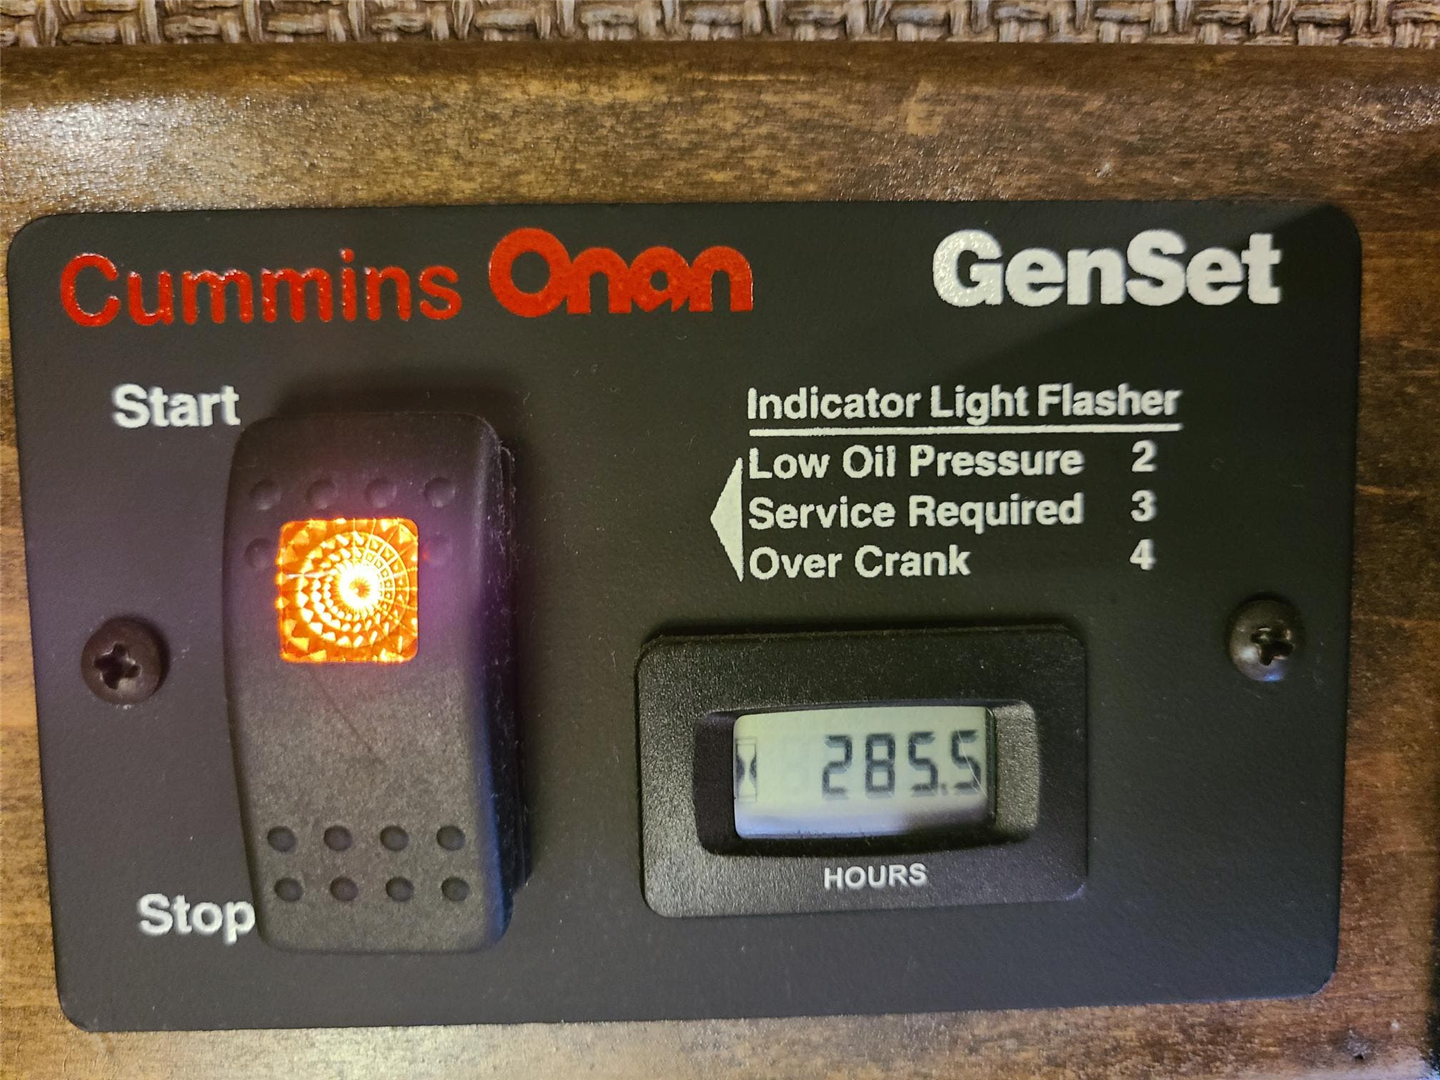 Cummins Onan GenSet
Start
Indicator Light Flasher
Low Oil Pressure 2
Service Required 3
Over Crank 4
285.5
HOURS
Stop